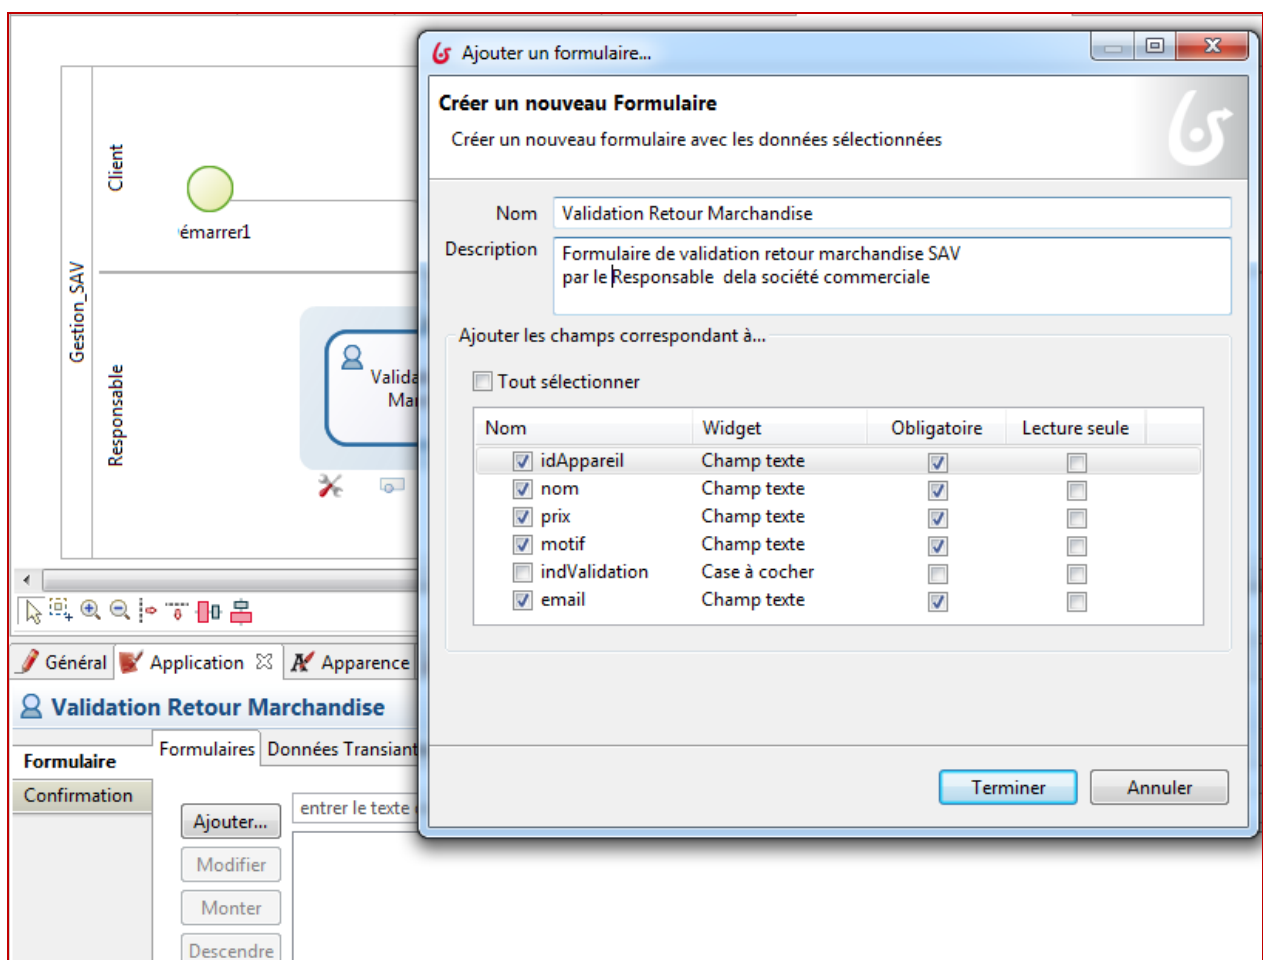 Ajouter un formulaire...
Créer un nouveau Formulaire
Créer un nouveau formulaire avec les données sélectionnées
Nom Validation Retour Marchandise
Description Formulaire de validation retour marchandise SAV
par le Responsable dela société commerciale
Ajouter les champs correspondant à...
Tout sélectionner
Nom Widget Obligatoire Lecture seule
idAppareil Champ texte
nom Champ texte
prix Champ texte
motif Champ texte
indValidation Case à cocher
email Champ texte
Terminer Annuler
Gestion_SAV
Client
émarrer1
Responsable
Valida
Mar
Général Application Apparence
Validation Retour Marchandise
Formulaire
Confirmation
Formulaires Données Transiant
Ajouter...
entrer le texte
Modifier
Monter
Descendre